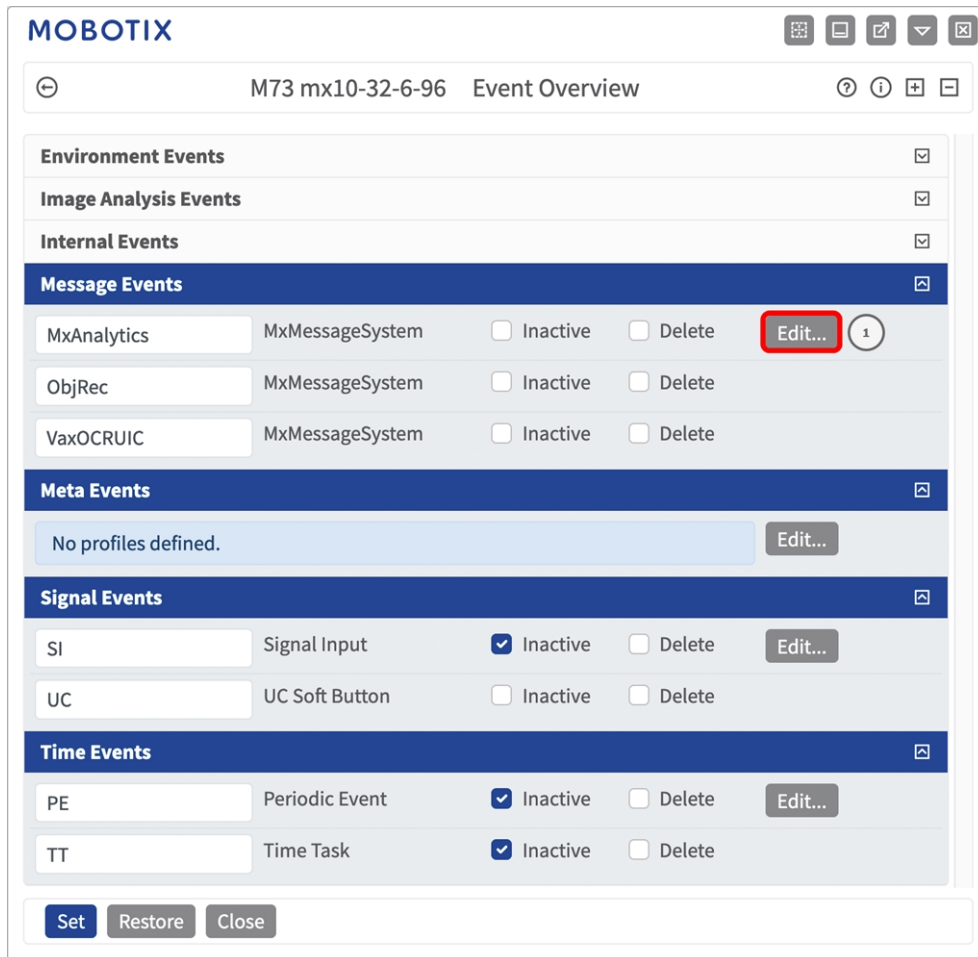 MOBOTIX
M73 mx10-32-6-96 Event Overview
Environment Events
Image Analysis Events
Internal Events
Message Events
MxAnalytics MxMessageSystem Inactive Delete Edit... 1
ObjRec MxMessageSystem Inactive Delete
VaxOCRUIC MxMessageSystem Inactive Delete
Meta Events
No profiles defined. Edit...
Signal Events
SI Signal Input Inactive Delete Edit...
UC UC Soft Button Inactive Delete
Time Events
PE Periodic Event Inactive Delete Edit...
TT Time Task Inactive Delete
Set Restore Close